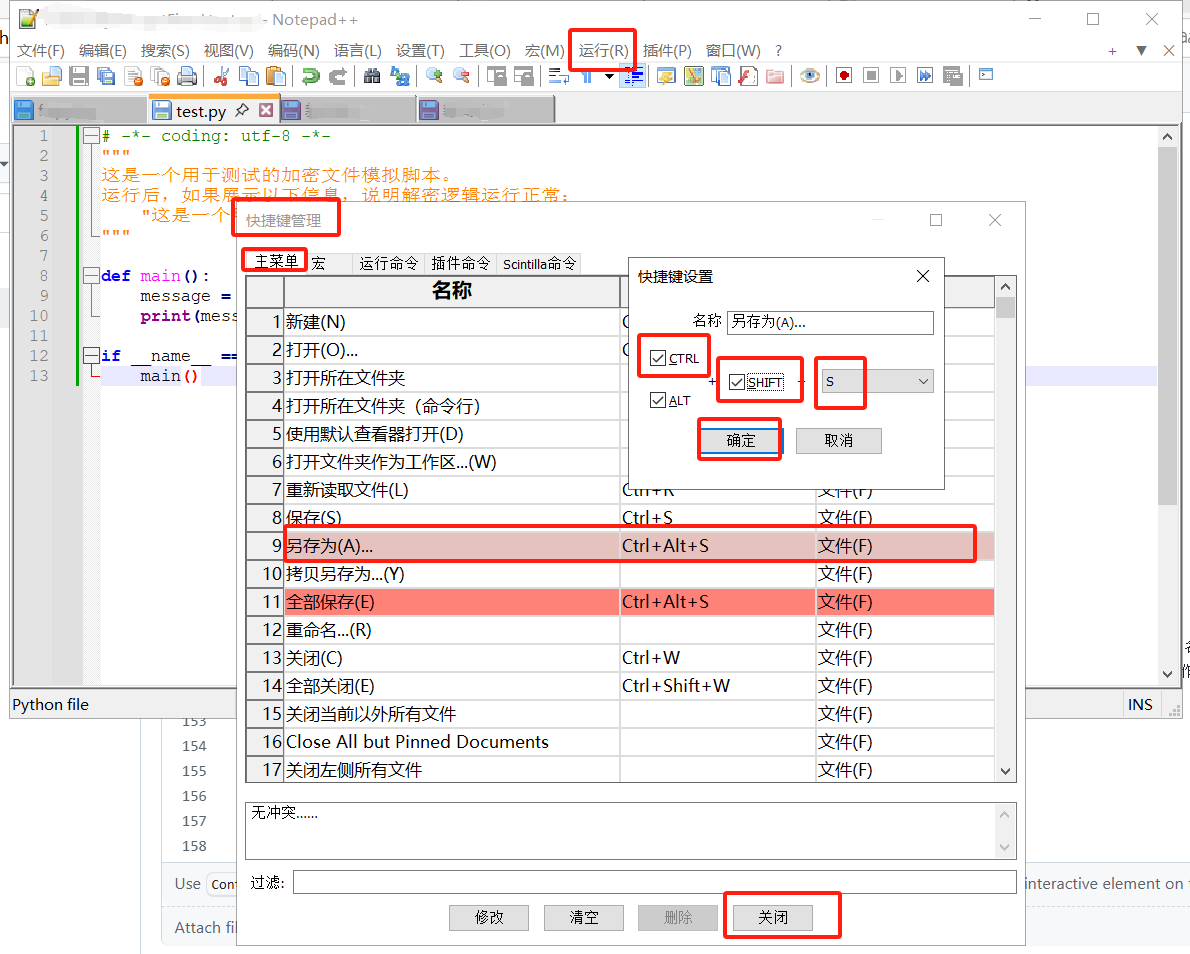 - Notepad++
文件(F) 编辑(E) 搜索(S) 视图(V) 编码(N) 语言(L) 设置(T) 工具(O) 宏(M) 运行(R) 插件(P) 窗口(W) ?
test.py
1 # -*- coding: utf-8 -*-
2 """
3 这是一个用于测试的加密文件模拟脚本。
4 运行后，如果展示以下信息，说明解密逻辑运行正常：
5 "这是一个
6 """
7
8 def main():
9 message =
10 print(mess
11
12 if __name__ ==
13 main()
快捷键管理
主菜单 宏 运行命令 插件命令 Scintilla命令
名称
1 新建(N)
2 打开(O)...
3 打开所在文件夹
4 打开所在文件夹（命令行）
5 使用默认查看器打开(D)
6 打开文件夹作为工作区...(W)
7 重新读取文件(L) Ctrl+R 文件(F)
8 保存(S) Ctrl+S 文件(F)
9 另存为(A)... Ctrl+Alt+S 文件(F)
10 拷贝另存为...(Y) 文件(F)
11 全部保存(E) Ctrl+Alt+S 文件(F)
12 重命名...(R) 文件(F)
13 关闭(C) Ctrl+W 文件(F)
14 全部关闭(E) Ctrl+Shift+W 文件(F)
15 关闭当前以外所有文件 文件(F)
16 Close All but Pinned Documents 文件(F)
17 关闭左侧所有文件 文件(F)
快捷键设置
名称 另存为(A)...
CTRL
+ SHIFT + S
ALT
确定 取消
无冲突......
过滤:
修改 清空 删除 关闭
Python file
INS
153
154
155
156
157
158
Use Cont
interactive element on
Attach fil